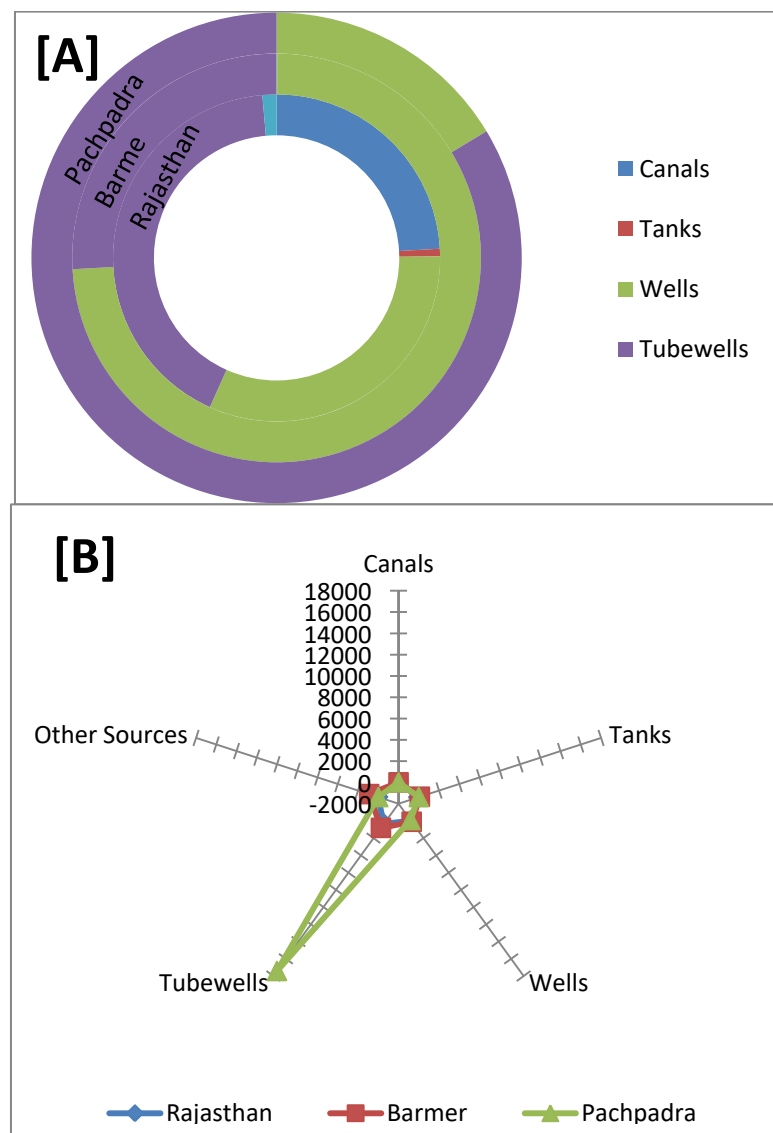 [A]
Pachpadra
Barme
Rajasthan
Canals
Tanks
Wells
Tubewells
[B]
Canals
18000
16000
14000
12000
10000
8000
6000
4000
2000
0
-2000
Other Sources
Tanks
Tubewells
Wells
Rajasthan Barmer Pachpadra